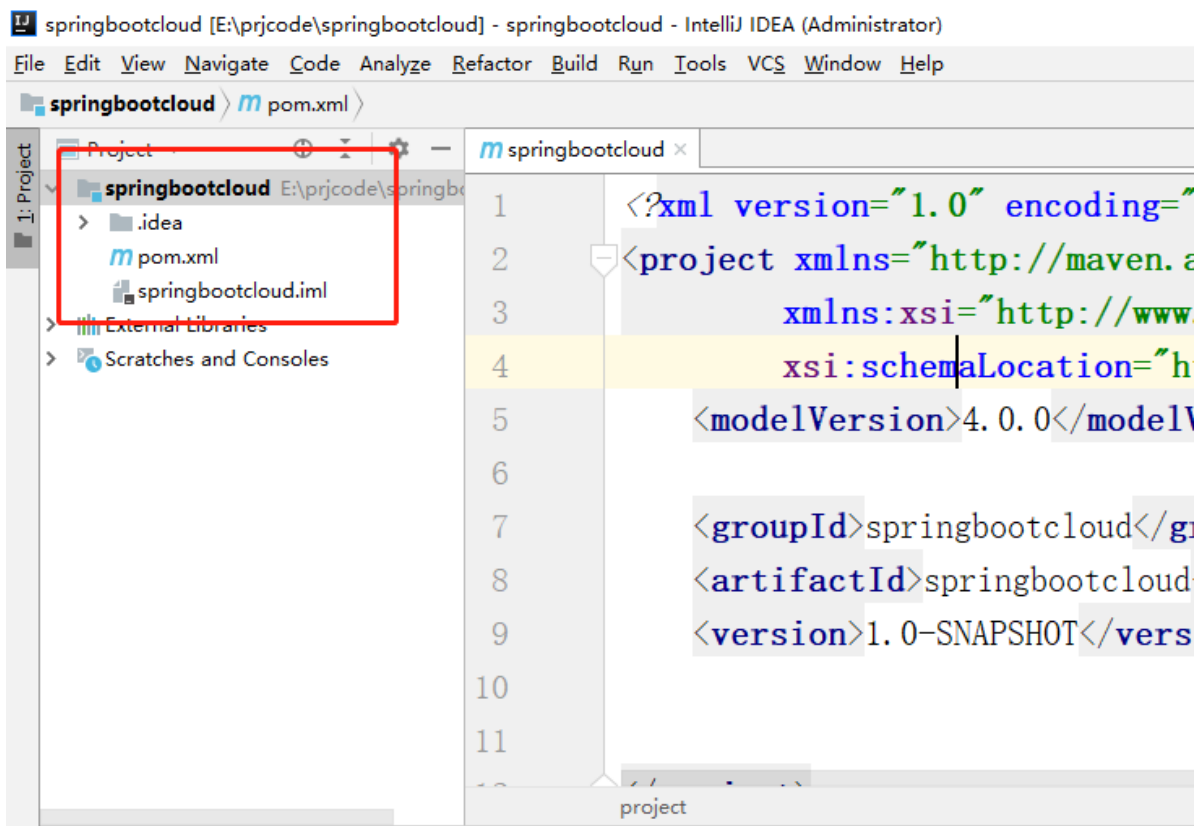 springbootcloud [E:\prjcode\springbootcloud] - springbootcloud - IntelliJ IDEA (Administrator)
File Edit View Navigate Code Analyze Refactor Build Run Tools VCS Window Help
springbootcloud m pom.xml
1: Project
Project
springbootcloud E:\prjcode\springbo
.idea
m pom.xml
springbootcloud.iml
External Libraries
Scratches and Consoles
m springbootcloud ×
1 <?xml version="1.0" encoding="
2 <project xmlns="http://maven.a
3 xmlns:xsi="http://www.
4 xsi:schemaLocation="h
5 <modelVersion>4.0.0</modelV
6
7 <groupId>springbootcloud</g
8 <artifactId>springbootcloud
9 <version>1.0-SNAPSHOT</vers
10
11
project